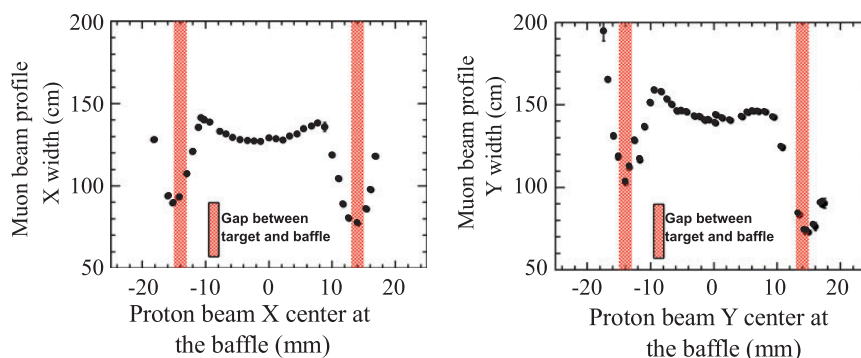 Muon beam profile
X width (cm)
200
150
100
50
-20
-10
0
10
20
Gap between
target and baffle
Proton beam X center at
the baffle (mm)
Muon beam profile
Y width (cm)
200
150
100
50
-20
-10
0
10
20
Gap between
target and baffle
Proton beam Y center at
the baffle (mm)